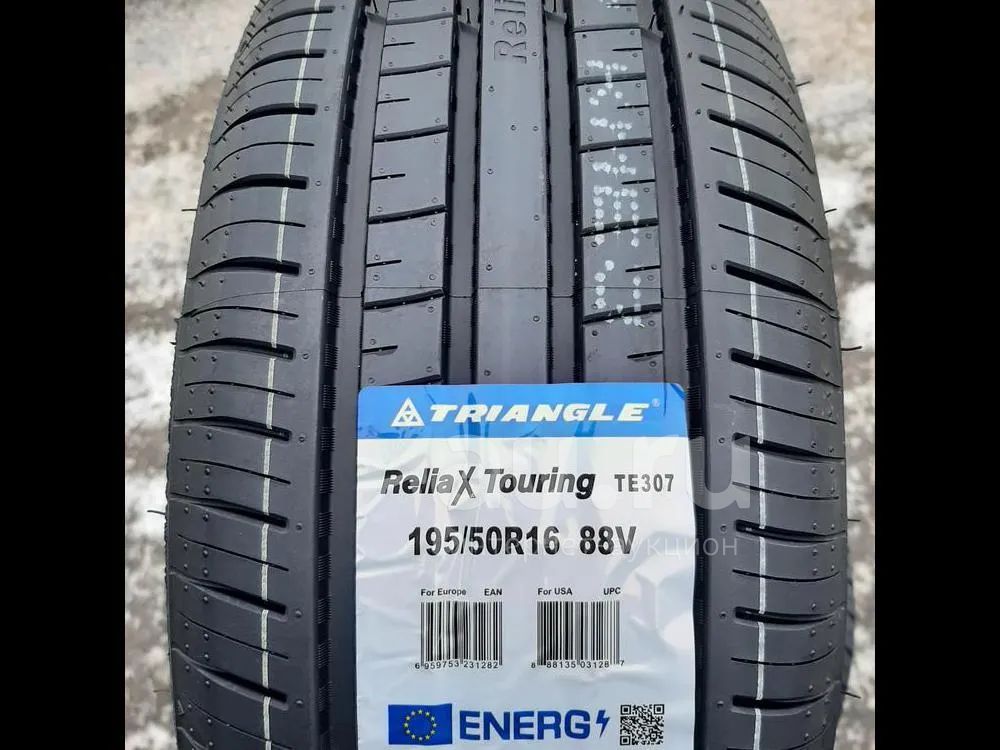 Reli
TRIANGLE®
ReliaX Touring TE307
195/50R16 88V
For Europe EAN For USA UPC
6 959753 231282 8 88135 03128 7
ENERG